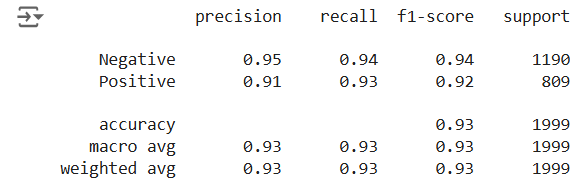 precision recall f1-score support
Negative 0.95 0.94 0.94 1190
Positive 0.91 0.93 0.92 809
accuracy 0.93 1999
macro avg 0.93 0.93 0.93 1999
weighted avg 0.93 0.93 0.93 1999